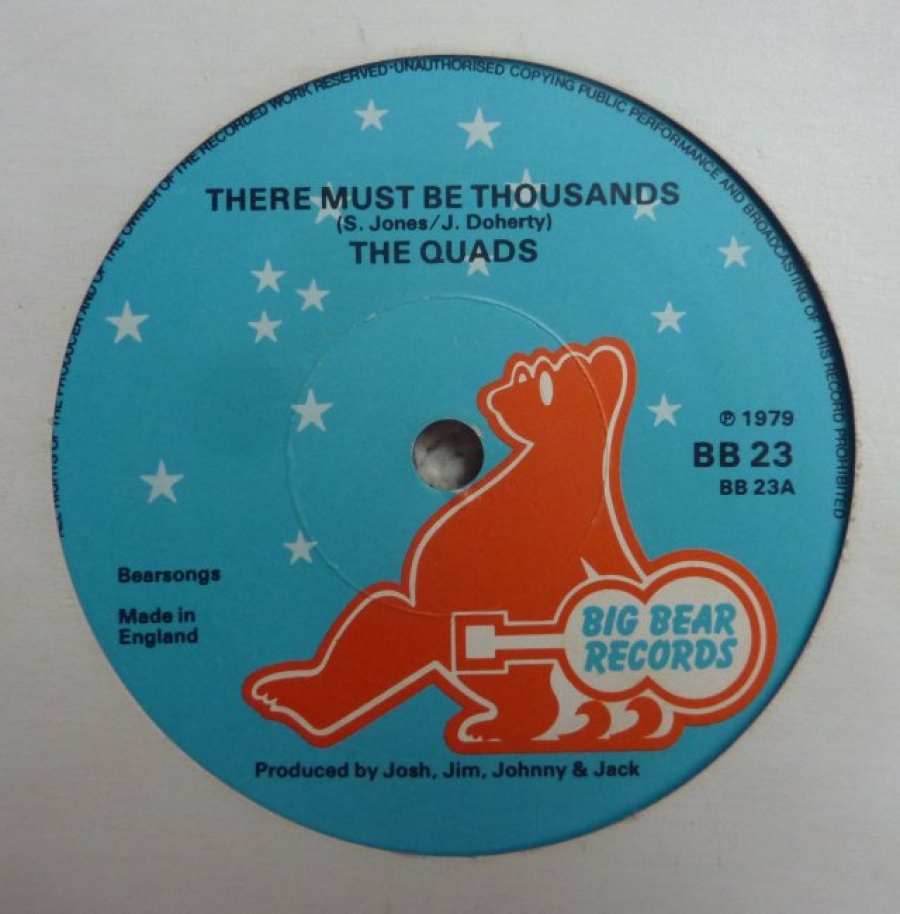 ALL RIGHTS OF THE PRODUCER AND OF THE OWNER OF THE RECORDED WORK RESERVED·UNAUTHORISED COPYING PUBLIC PERFORMANCE AND BROADCASTING OF THIS RECORD PROHIBITED
THERE MUST BE THOUSANDS
(S. Jones/J. Doherty)
THE QUADS
℗ 1979
BB 23
BB 23A
Bearsongs
Made in
England
BIG BEAR
RECORDS
Produced by Josh, Jim, Johnny & Jack